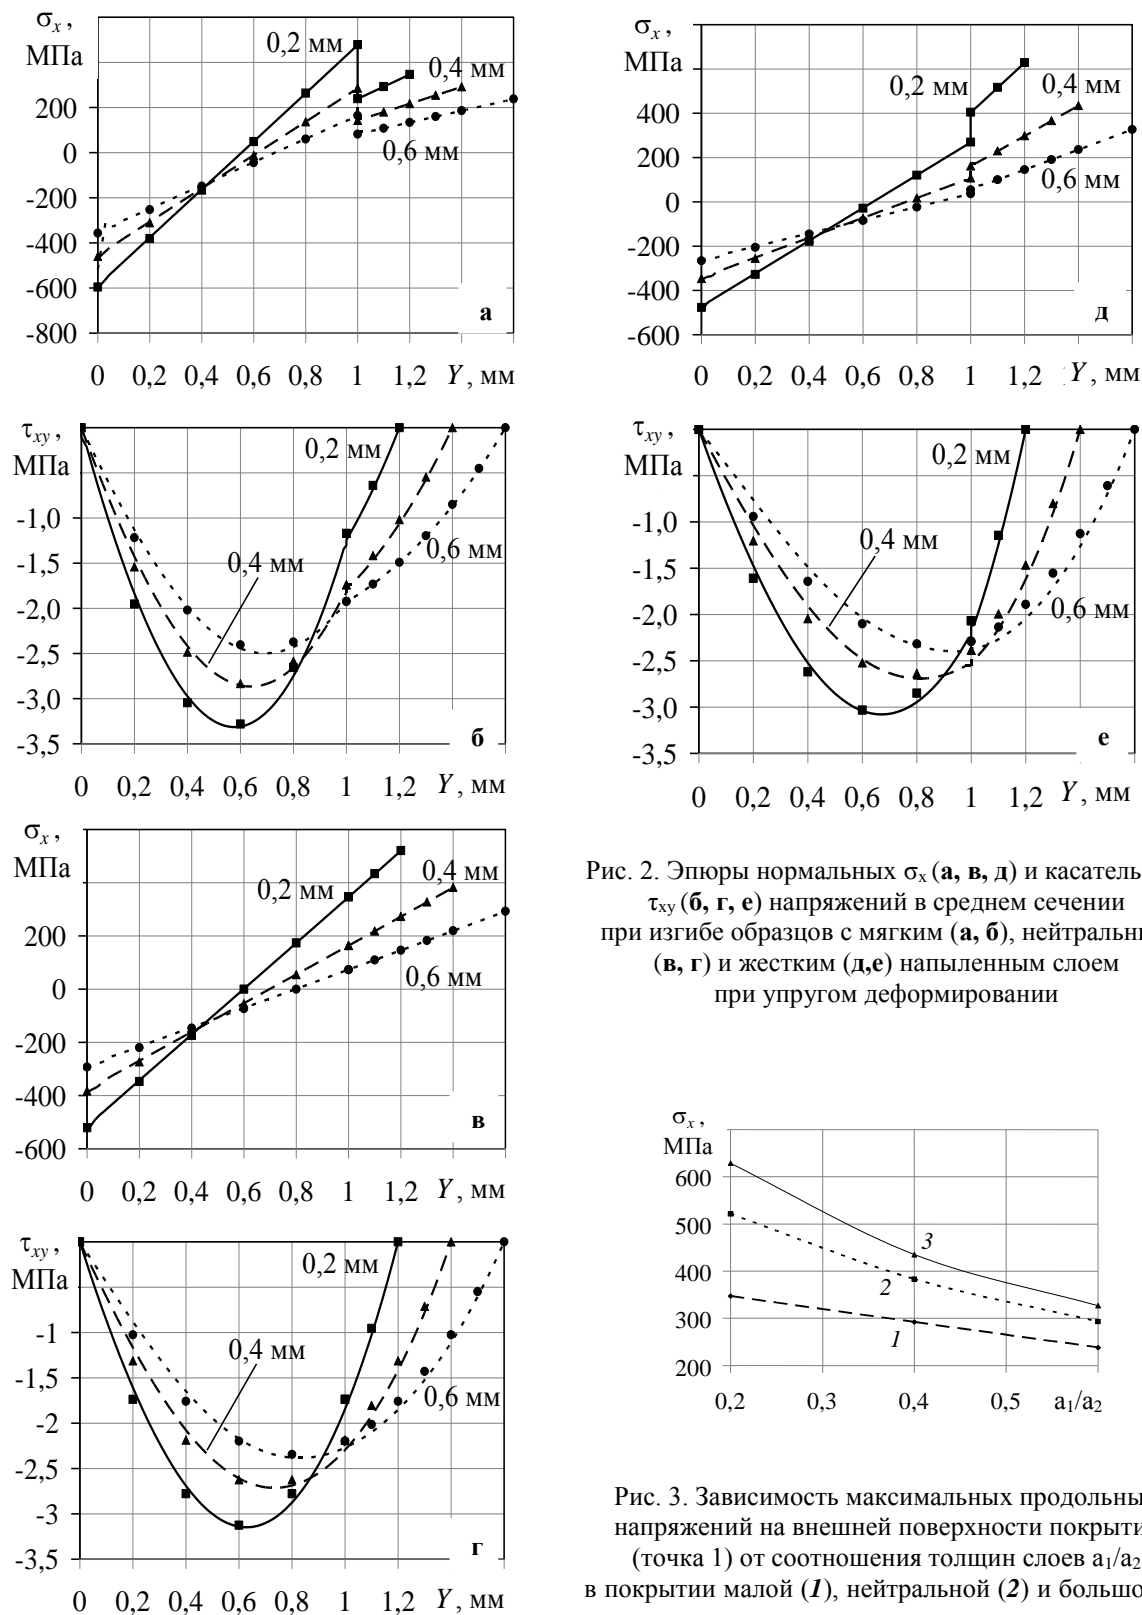 σx ,
МПа
0,2 мм
0,4 мм
0,6 мм
200
0
-200
-400
-600
-800
а
0 0,2 0,4 0,6 0,8 1 1,2 Y , мм
τxy ,
МПа
0,2 мм
0,4 мм
0,6 мм
-1,0
-1,5
-2,0
-2,5
-3,0
-3,5
б
0 0,2 0,4 0,6 0,8 1 1,2 Y , мм
σx ,
МПа
0,2 мм
0,4 мм
0,6 мм
200
0
-200
-400
-600
в
0 0,2 0,4 0,6 0,8 1 1,2 Y , мм
τxy ,
МПа
0,2 мм
0,4 мм
0,6 мм
-1
-1,5
-2
-2,5
-3
-3,5
г
0 0,2 0,4 0,6 0,8 1 1,2 Y , мм
σx ,
МПа
0,2 мм
0,4 мм
0,6 мм
400
200
0
-200
-400
-600
д
0 0,2 0,4 0,6 0,8 1 1,2 Y , мм
τxy ,
МПа
0,2 мм
0,4 мм
0,6 мм
-1,0
-1,5
-2,0
-2,5
-3,0
-3,5
е
0 0,2 0,4 0,6 0,8 1 1,2 Y , мм
Рис. 2. Эпюры нормальных σx (а, в, д) и касатель
τxy (б, г, е) напряжений в среднем сечении
при изгибе образцов с мягким (а, б), нейтральн
(в, г) и жестким (д,е) напыленным слоем
при упругом деформировании
σx ,
МПа
600
500
400
300
200
3
2
1
0,2 0,3 0,4 0,5 a1/a2
Рис. 3. Зависимость максимальных продольны
напряжений на внешней поверхности покрыти
(точка 1) от соотношения толщин слоев a1/a2
в покрытии малой (1), нейтральной (2) и большо